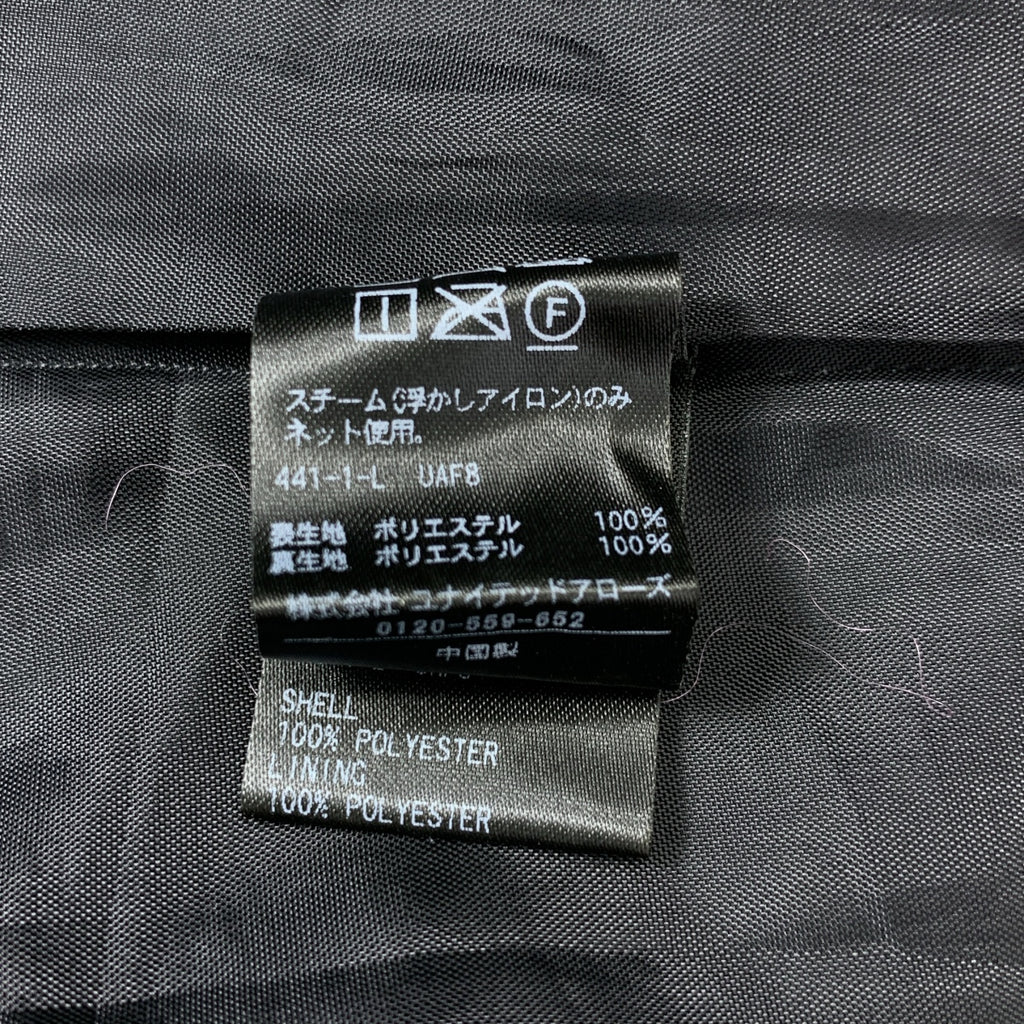 F
スチーム(浮かしアイロン)のみ
ネット使用。
441-1-L UAF8
表生地 ポリエステル 100%
裏生地 ポリエステル 100%
株式会社 ユナイテッドアローズ
0120-559-652
中国製
SHELL
100% POLYESTER
LINING
100% POLYESTER